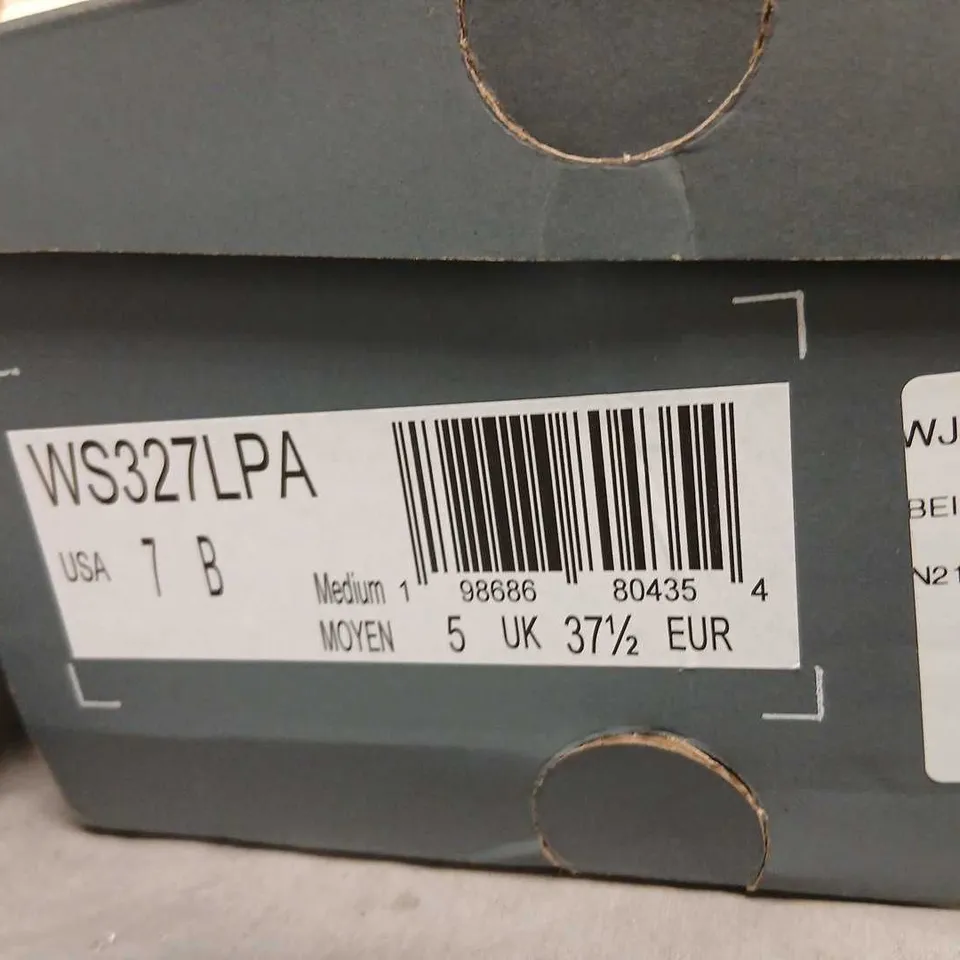 WS327LPA
USA 7 B
Medium 1 98686 80435 4
MOYEN 5 UK 37½ EUR
WJ
BEI
N21